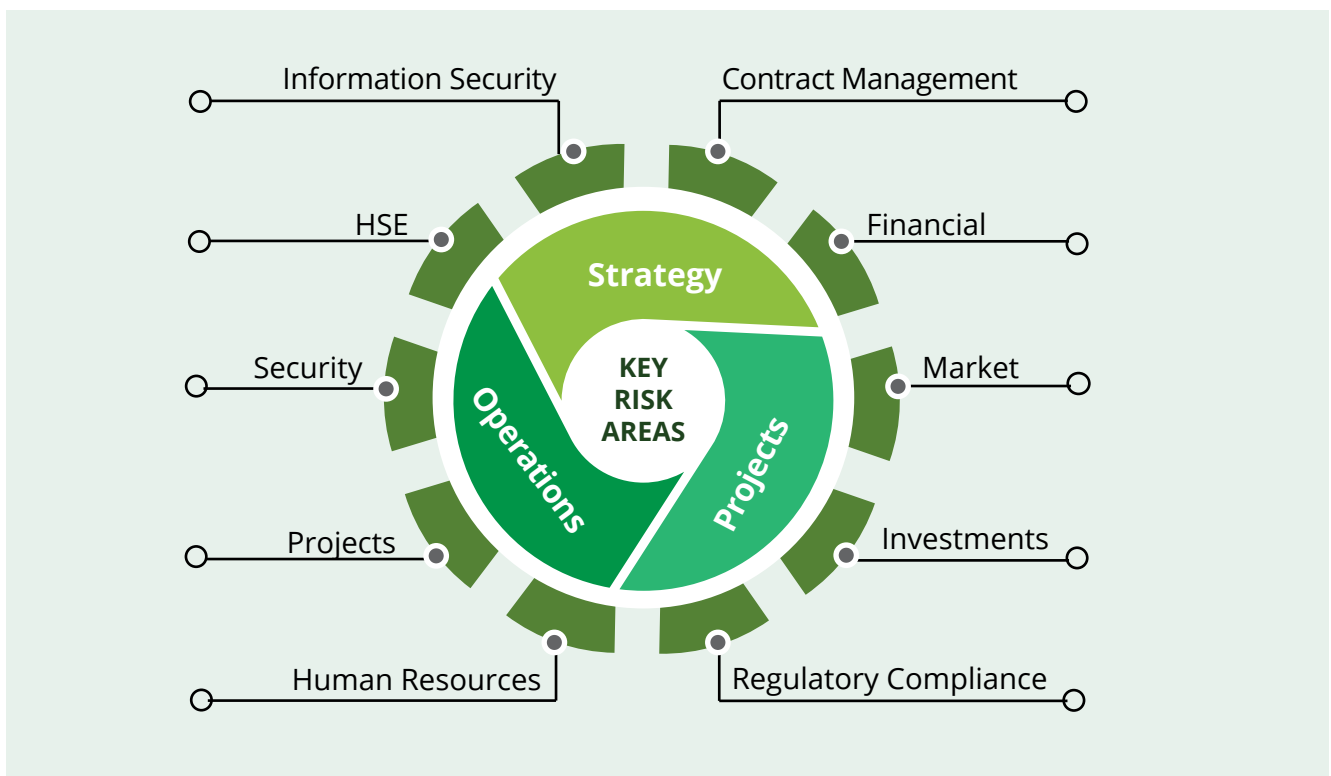 Information Security
Contract Management
HSE
Financial
Strategy
Security
KEY
RISK
AREAS
Market
Operations
Projects
Projects
Investments
Human Resources
Regulatory Compliance